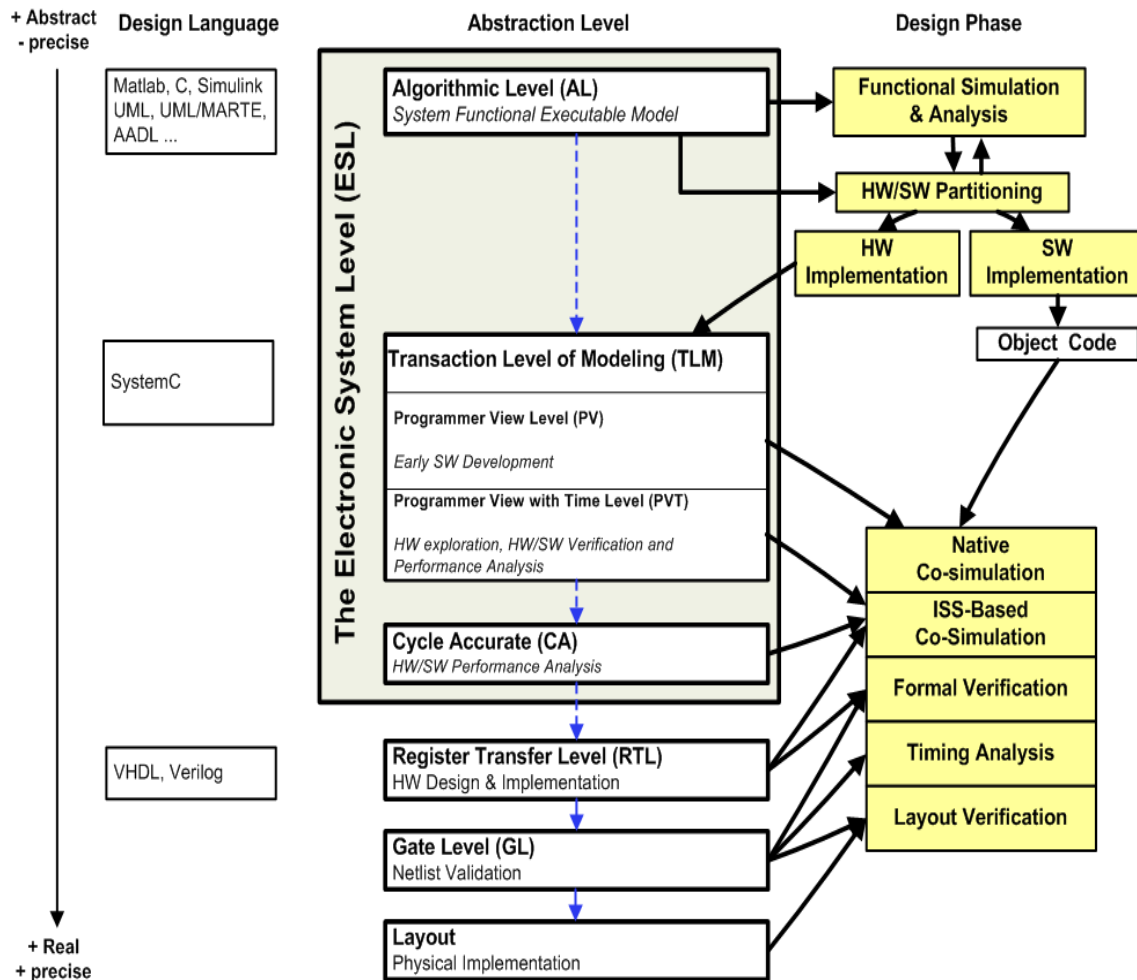 + Abstract
- precise
Design Language
Abstraction Level
Design Phase
Matlab, C, Simulink
UML, UML/MARTE,
AADL ...
The Electronic System Level (ESL)
Algorithmic Level (AL)
System Functional Executable Model
Functional Simulation
& Analysis
HW/SW Partitioning
HW
Implementation
SW
Implementation
Object Code
SystemC
Transaction Level of Modeling (TLM)
Programmer View Level (PV)
Early SW Development
Programmer View with Time Level (PVT)
HW exploration, HW/SW Verification and
Performance Analysis
Cycle Accurate (CA)
HW/SW Performance Analysis
Native
Co-simulation
ISS-Based
Co-Simulation
Formal Verification
Timing Analysis
Layout Verification
VHDL, Verilog
Register Transfer Level (RTL)
HW Design & Implementation
Gate Level (GL)
Netlist Validation
Layout
Physical Implementation
+ Real
+ precise